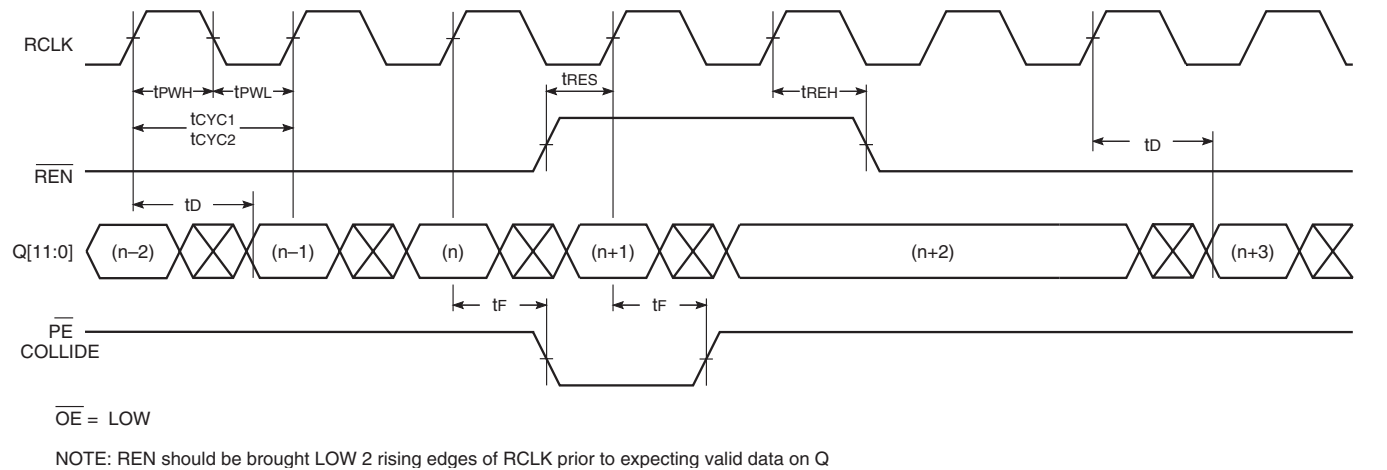 RCLK
tRES
tPWH tPWL tREH
tCYC1
tCYC2
tD
REN
tD
Q[11:0] (n–2) (n–1) (n) (n+1) (n+2) (n+3)
tF tF
PE
COLLIDE
OE = LOW
NOTE: REN should be brought LOW 2 rising edges of RCLK prior to expecting valid data on Q